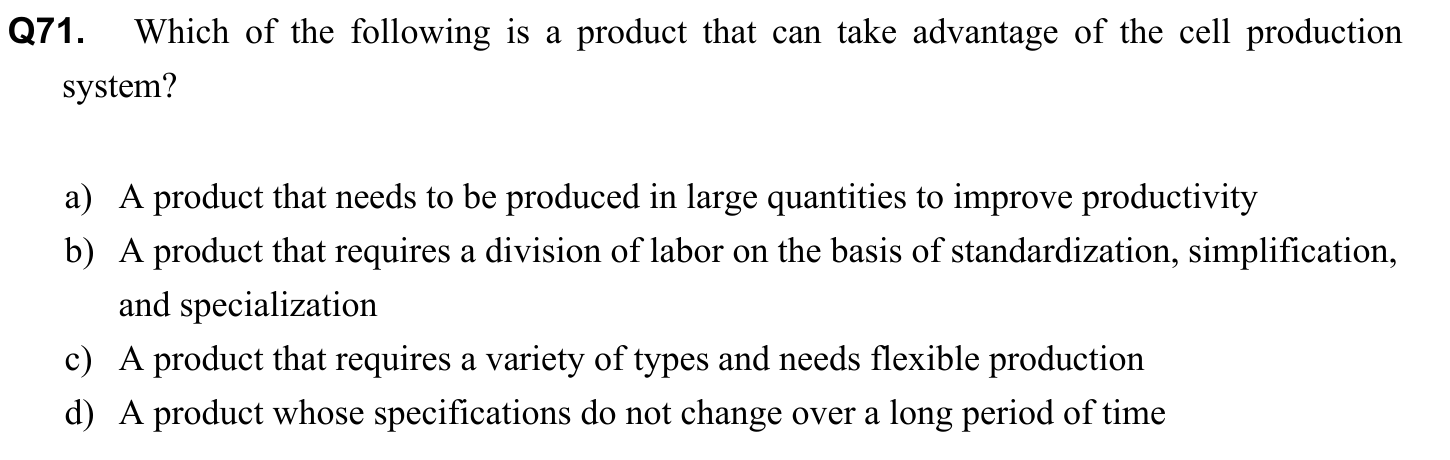 Q71. Which of the following is a product that can take advantage of the cell production
system?
a) A product that needs to be produced in large quantities to improve productivity
b) A product that requires a division of labor on the basis of standardization, simplification,
and specialization
c) A product that requires a variety of types and needs flexible production
d) A product whose specifications do not change over a long period of time